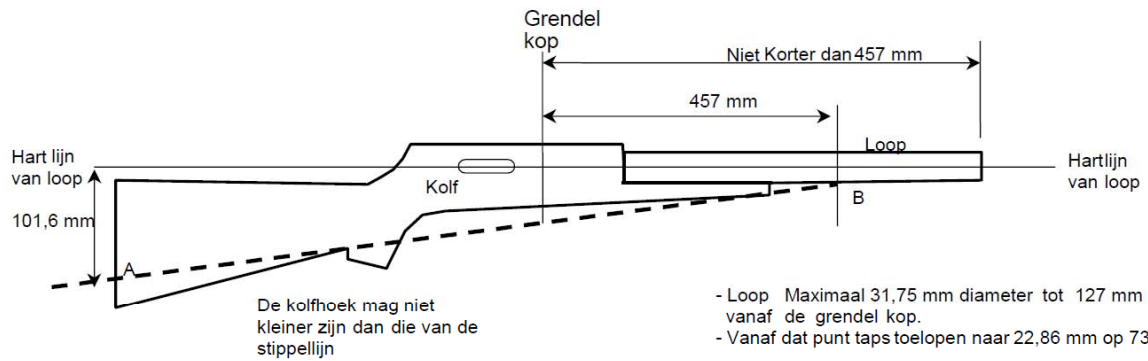 Grendel
kop
Niet Korter dan 457 mm
457 mm
Loop
Hart lijn
van loop
Hartlijn
van loop
Kolf
B
101,6 mm
A
De kolfhoek mag niet
kleiner zijn dan die van de
stippellijn
- Loop Maximaal 31,75 mm diameter tot 127 mm
vanaf de grendel kop.
- Vanaf dat punt taps toelopen naar 22,86 mm op 73